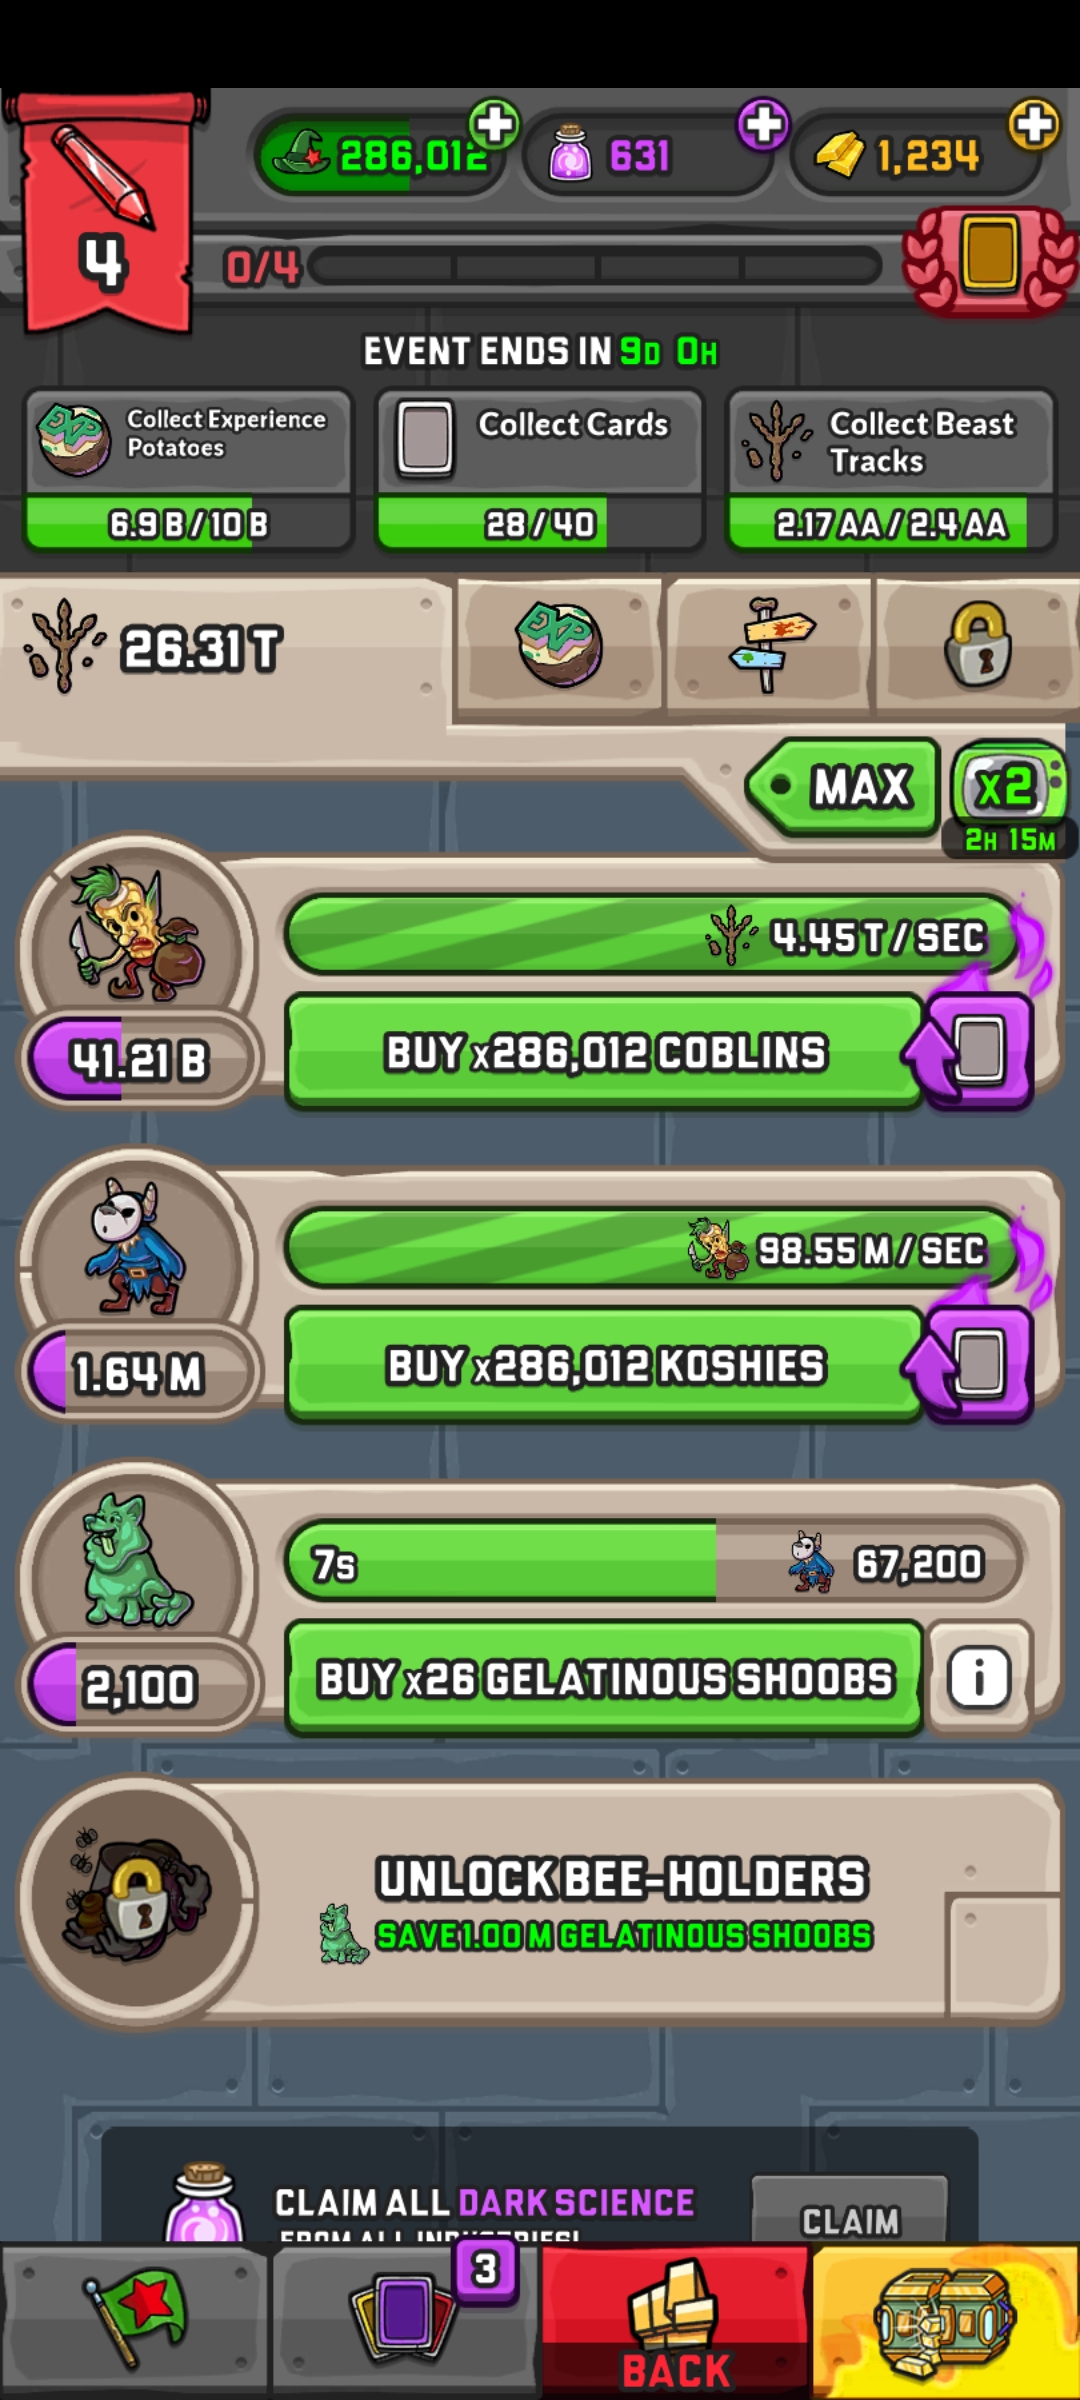 286,012
631
1,234
4
0/4
EVENT ENDS IN 9D 0H
Collect Experience
Potatoes
6.9 B / 10 B
Collect Cards
28 / 40
Collect Beast
Tracks
2.17 AA / 2.4 AA
26.31 T
EXP
MAX
x2
2H 15M
4.45 T / SEC
41.21 B
BUY x286,012 COBLINS
98.55 M / SEC
1.64 M
BUY x286,012 KOSHIES
7s
67,200
2,100
BUY x26 GELATINOUS SHOOBS
i
UNLOCK BEE-HOLDERS
SAVE 1.00 M GELATINOUS SHOOBS
CLAIM ALL DARK SCIENCE
FROM ALL INDUSTRIES!
CLAIM
3
BACK